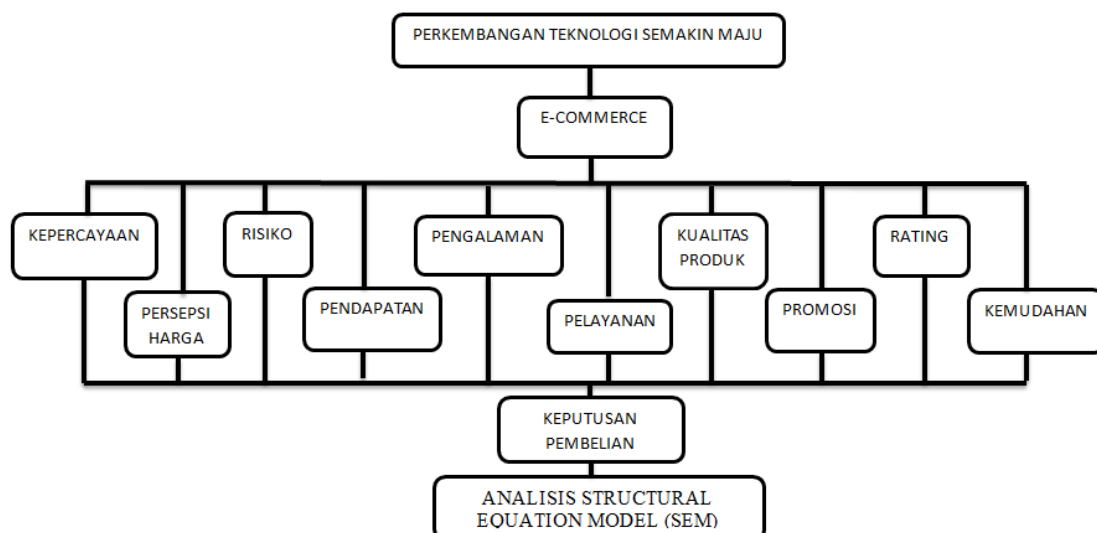 PERKEMBANGAN TEKNOLOGI SEMAKIN MAJU
E-COMMERCE
KEPERCAYAAN
PERSEPSI
HARGA
RISIKO
PENDAPATAN
PENGALAMAN
PELAYANAN
KUALITAS
PRODUK
PROMOSI
RATING
KEMUDAHAN
KEPUTUSAN
PEMBELIAN
ANALISIS STRUCTURAL
EQUATION MODEL (SEM)